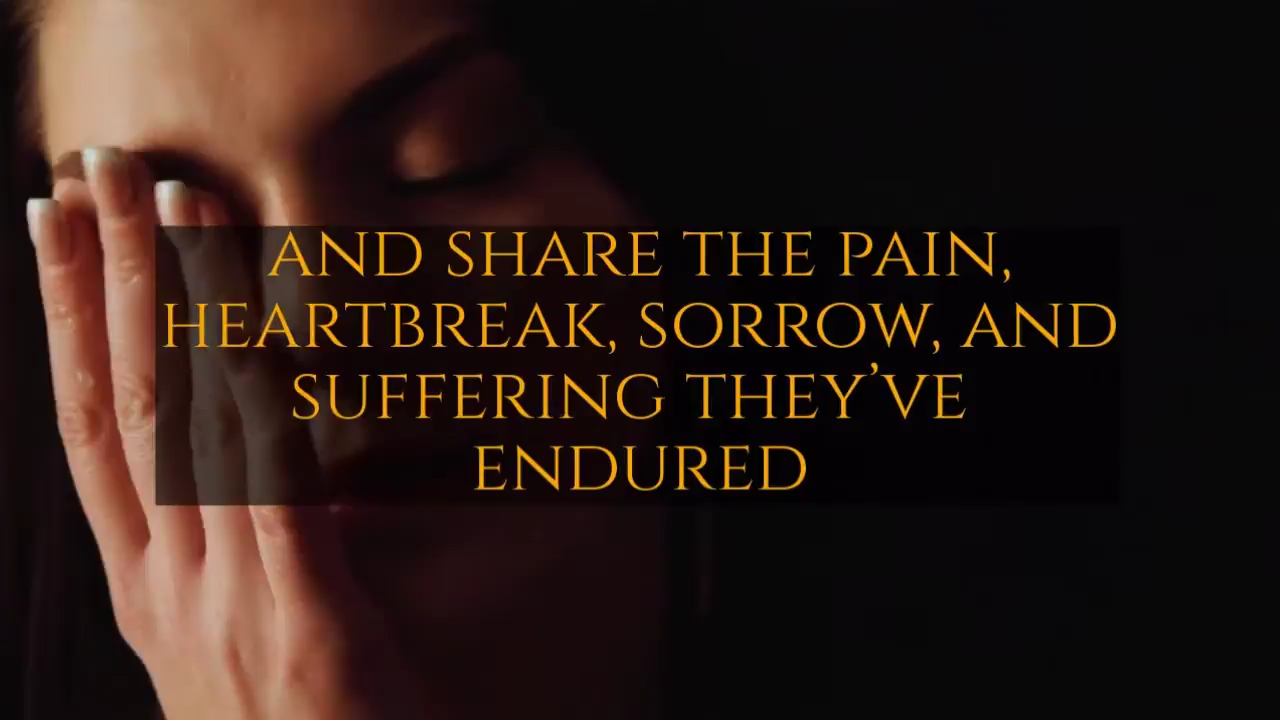 AND SHARE THE PAIN,
HEARTBREAK, SORROW, AND
SUFFERING THEY’VE
ENDURED